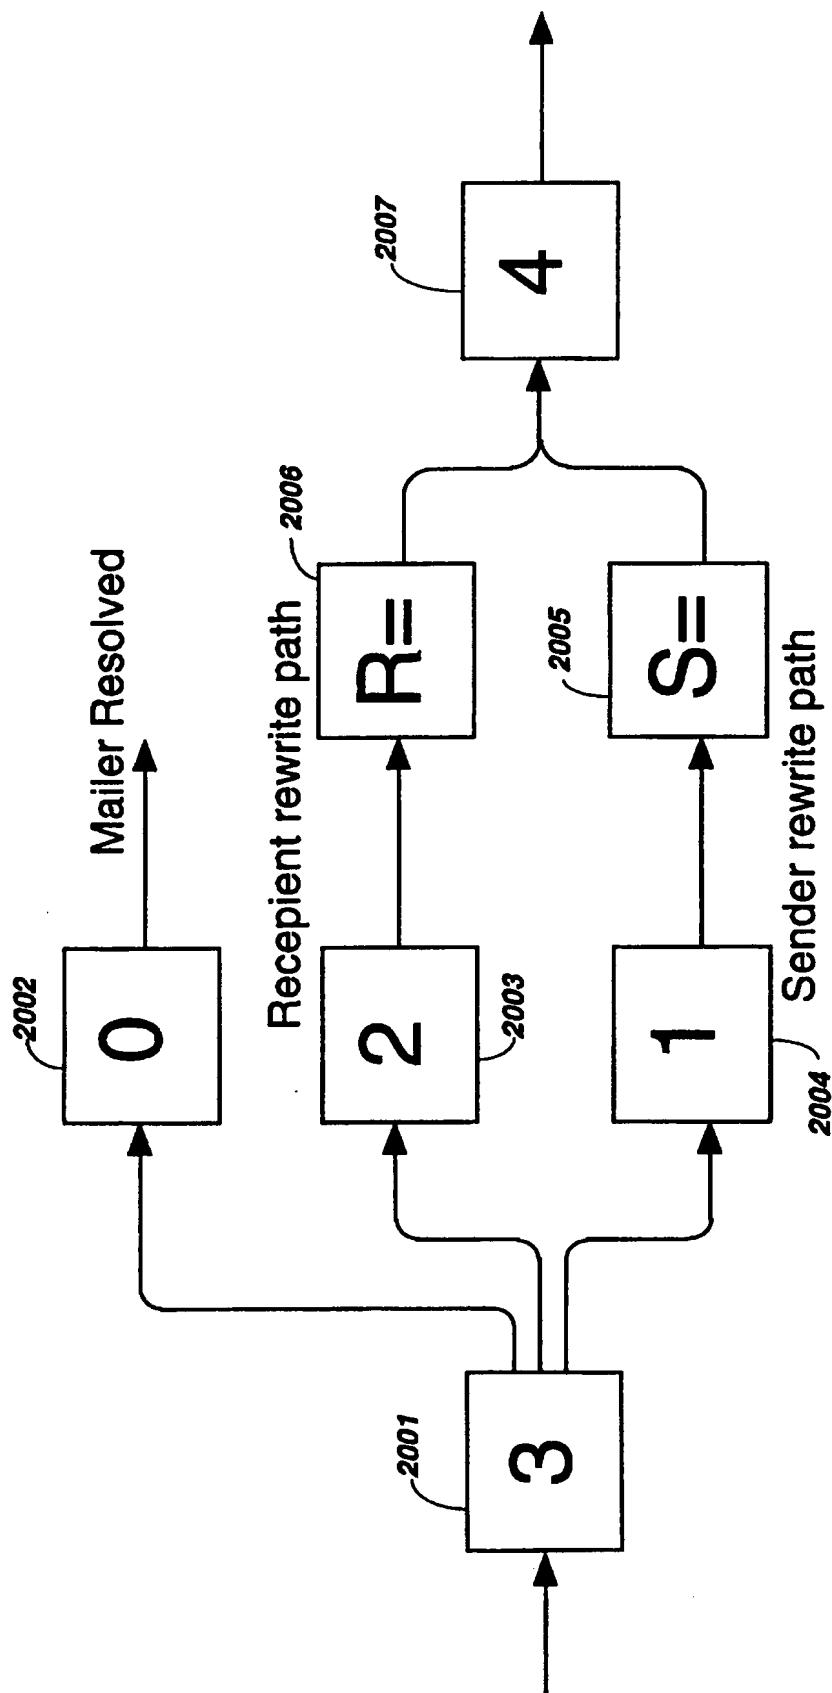 2001
3
2002
0
Mailer Resolved
Recepient rewrite path
2003
2
2006
R=
2004
1
2005
S=
Sender rewrite path
2007
4